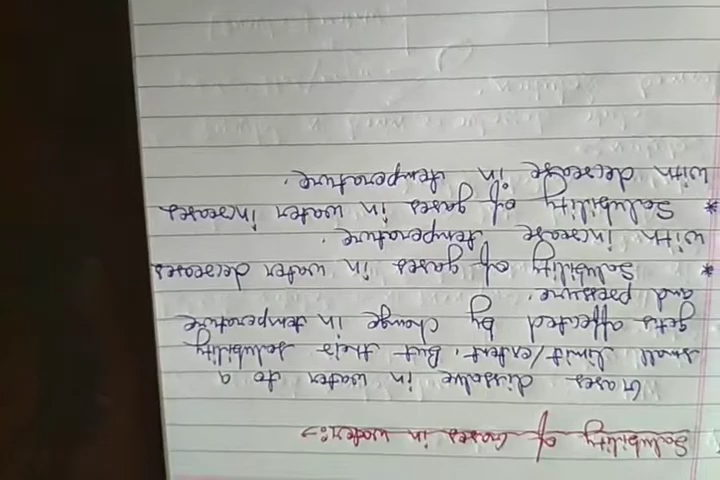 Solubility of Gases in water:→
Gases dissolve in water to a
small limit/extent. But their solubility
gets affected by change in temperature
and pressure.
* Solubility of gases in water decreases
with increase temperature.
* Solubility of gases in water increases
with decrease in temperature.